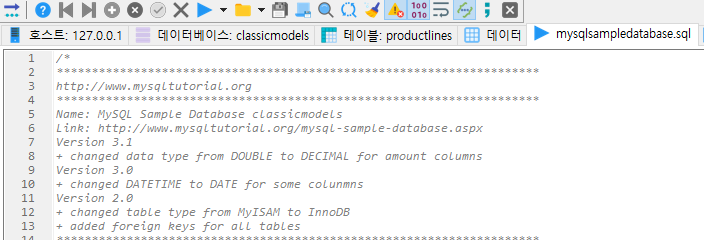 호스트: 127.0.0.1 데이터베이스: classicmodels 테이블: productlines 데이터 mysqlsampledatabase.sql
1 /*
2 ******************************************************************
3 http://www.mysqltutorial.org
4 ******************************************************************
5 Name: MySQL Sample Database classicmodels
6 Link: http://www.mysqltutorial.org/mysql-sample-database.aspx
7 Version 3.1
8 + changed data type from DOUBLE to DECIMAL for amount columns
9 Version 3.0
10 + changed DATETIME to DATE for some colunmns
11 Version 2.0
12 + changed table type from MyISAM to InnoDB
13 + added foreign keys for all tables
14 ******************************************************************